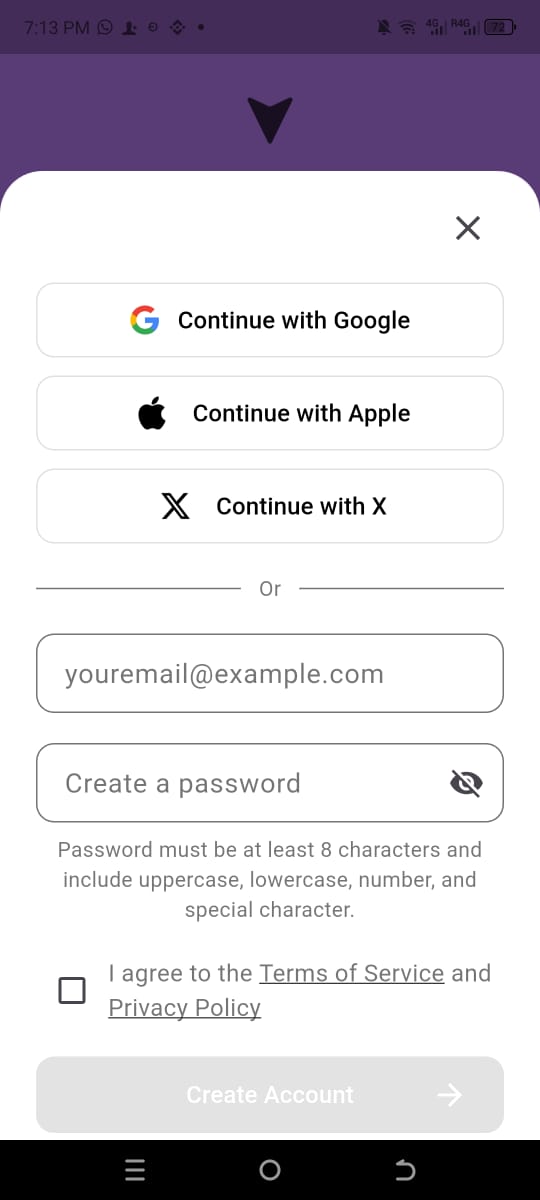 7:13 PM
4G R4G 72
Continue with Google
Continue with Apple
Continue with X
Or
youremail@example.com
Create a password
Password must be at least 8 characters and
include uppercase, lowercase, number, and
special character.
I agree to the Terms of Service and
Privacy Policy
Create Account